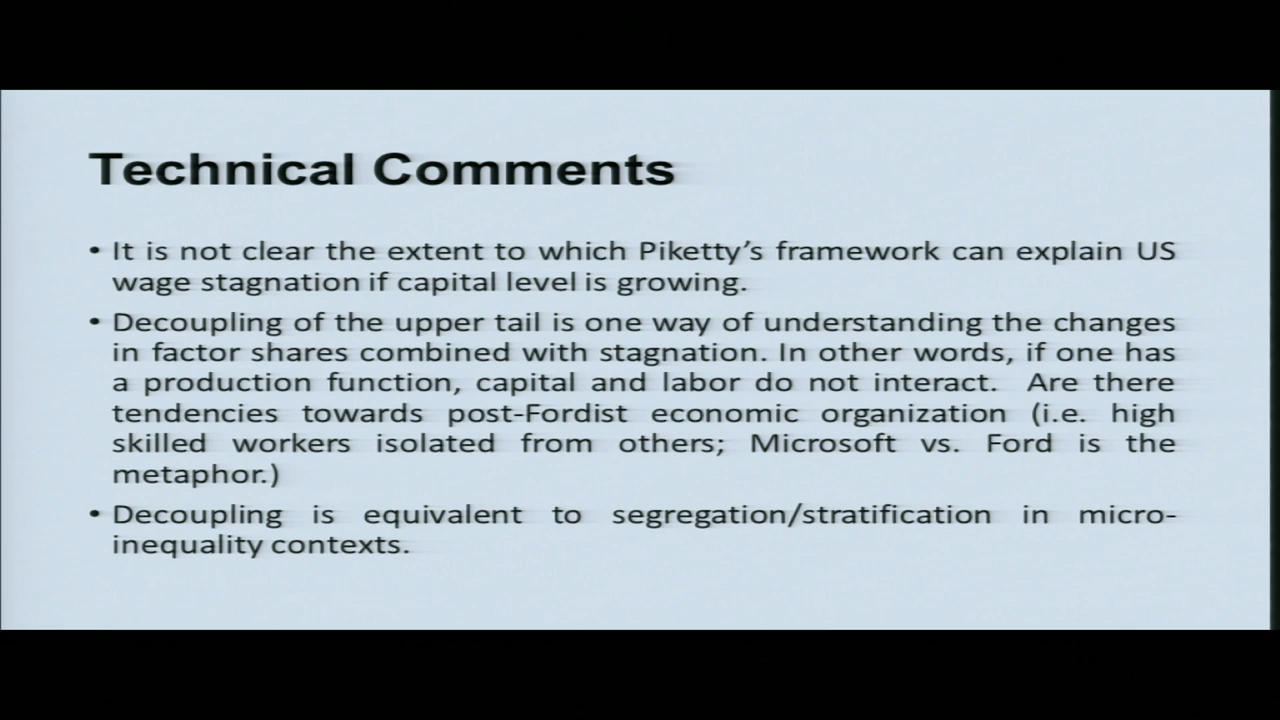 Technical Comments
• It is not clear the extent to which Piketty's framework can explain US
wage stagnation if capital level is growing.
• Decoupling of the upper tail is one way of understanding the changes
in factor shares combined with stagnation. In other words, if one has
a production function, capital and labor do not interact. Are there
tendencies towards post-Fordist economic organization (i.e. high
skilled workers isolated from others; Microsoft vs. Ford is the
metaphor.)
• Decoupling is equivalent to segregation/stratification in micro-
inequality contexts.